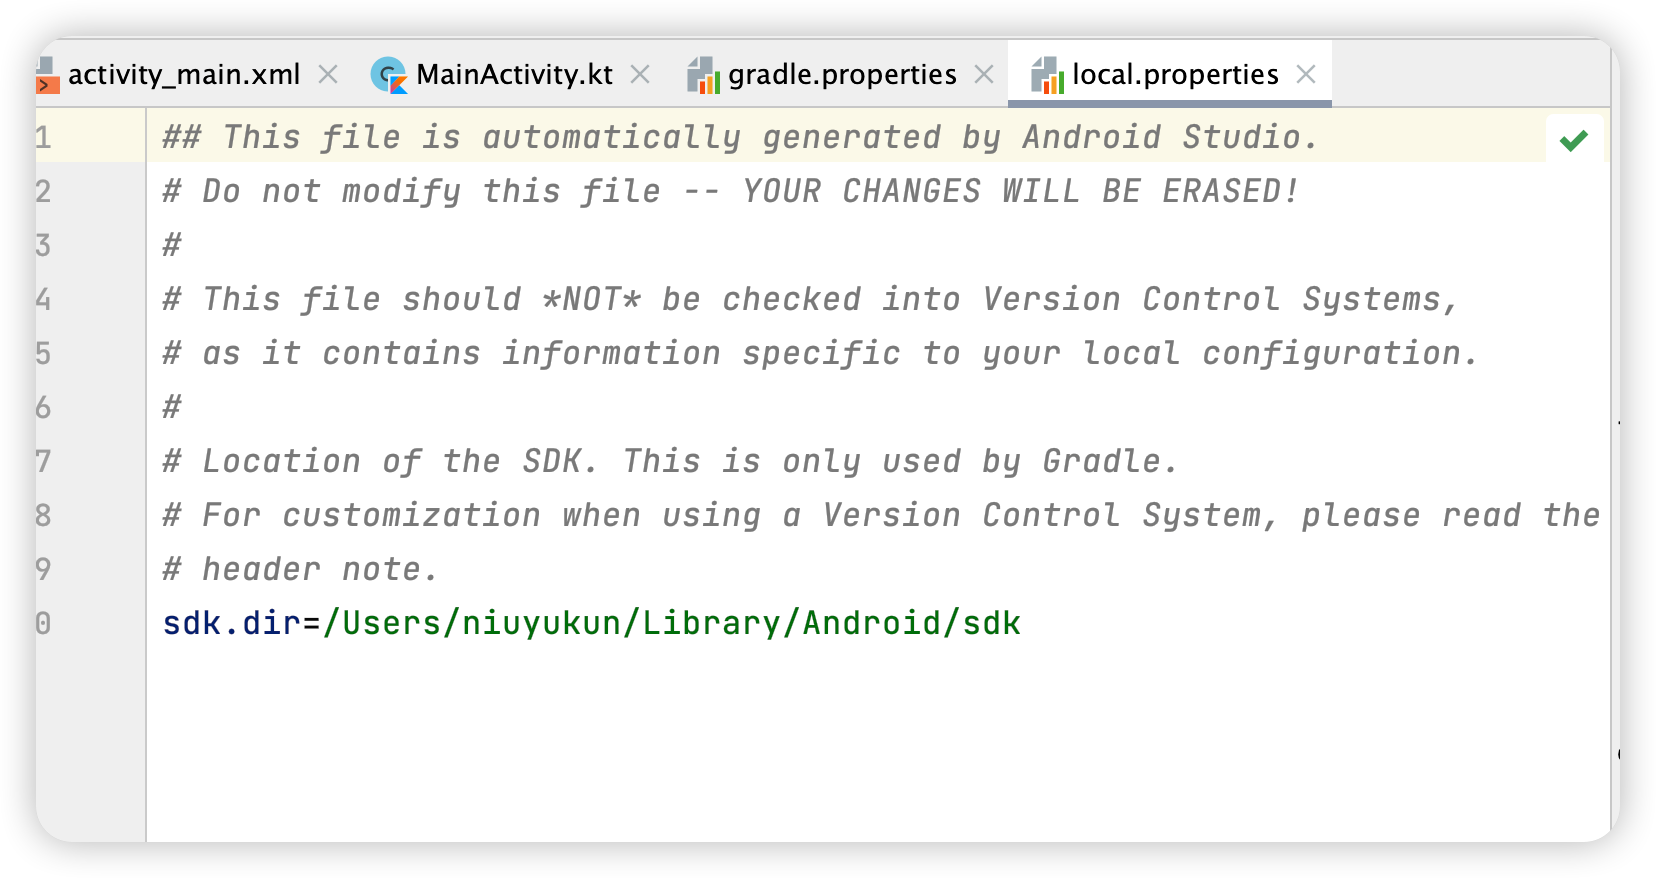 activity_main.xml MainActivity.kt gradle.properties local.properties
1 ## This file is automatically generated by Android Studio.
2 # Do not modify this file -- YOUR CHANGES WILL BE ERASED!
3 #
4 # This file should *NOT* be checked into Version Control Systems,
5 # as it contains information specific to your local configuration.
6 #
7 # Location of the SDK. This is only used by Gradle.
8 # For customization when using a Version Control System, please read the
9 # header note.
0 sdk.dir=/Users/niuyukun/Library/Android/sdk